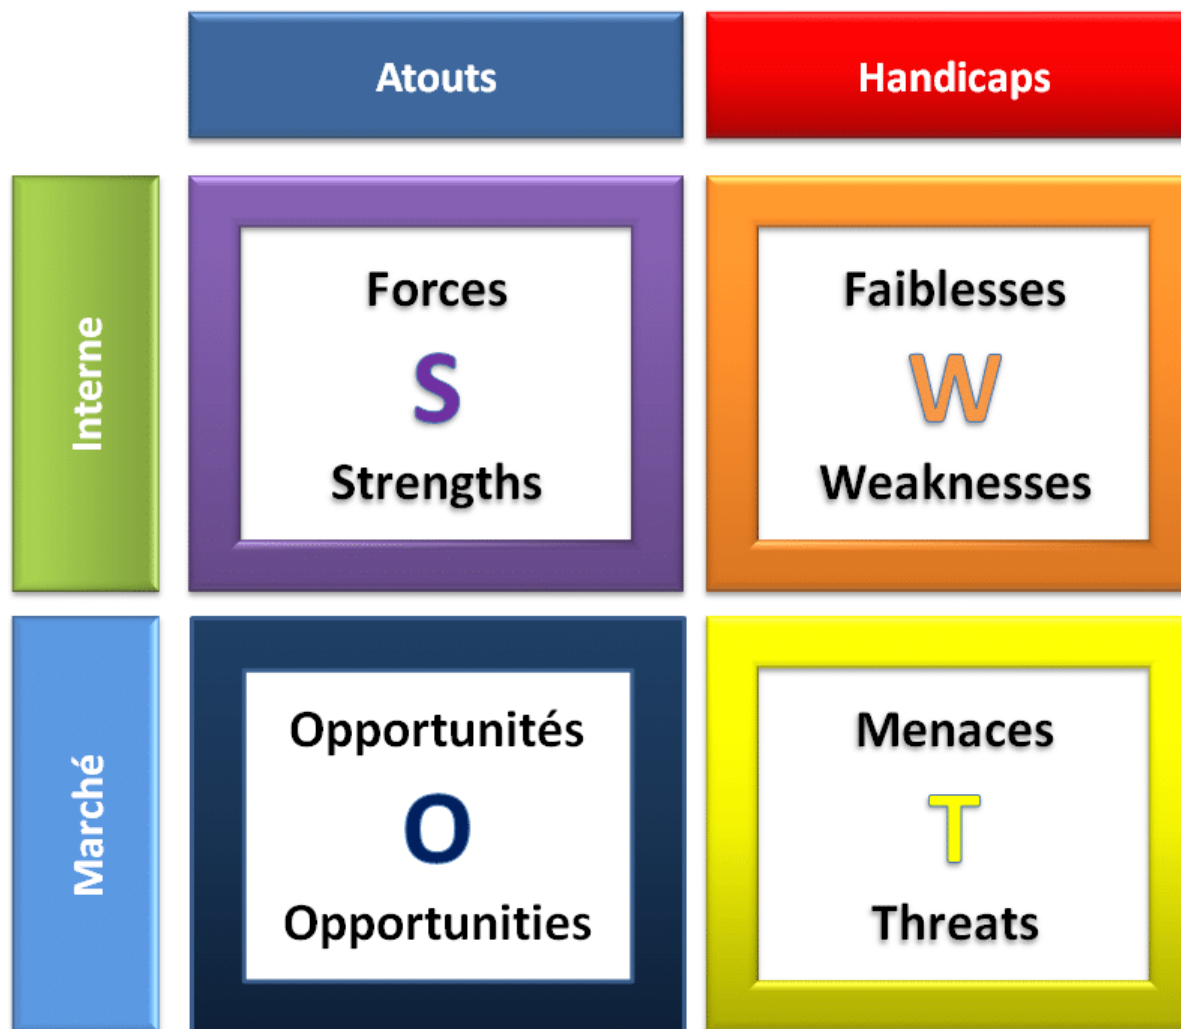 Atouts
Handicaps
Interne
Forces
S
Strengths
Faiblesses
W
Weaknesses
Marché
Opportunités
O
Opportunities
Menaces
T
Threats